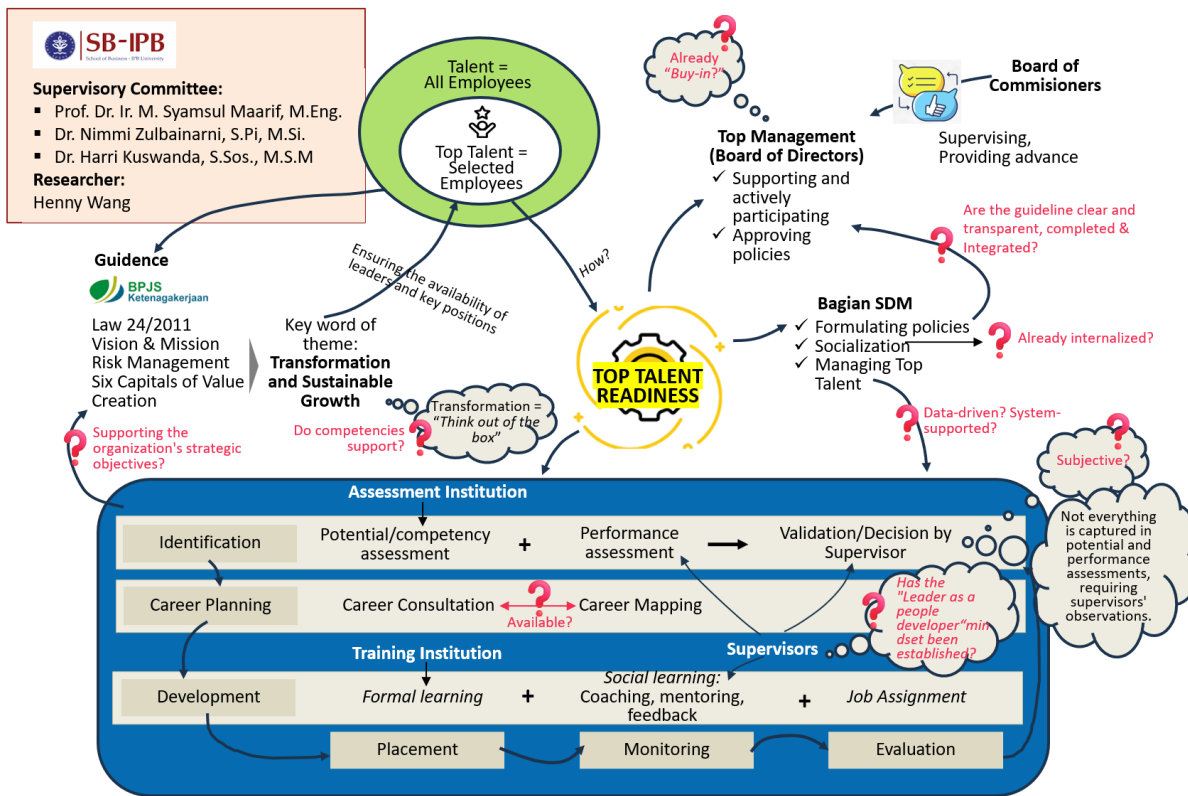 SB-IPB
School of Business - IPB University
Supervisory Committee:
▪ Prof. Dr. Ir. M. Syamsul Maarif, M.Eng.
▪ Dr. Nimmi Zulbainarni, S.Pi, M.Si.
▪ Dr. Harri Kuswanda, S.Sos., M.S.M
Researcher:
Henny Wang
Talent =
All Employees
Top Talent =
Selected
Employees
Already
“Buy-in?”
Board of
Commisioners
Supervising,
Providing advance
Top Management
(Board of Directors)
✓ Supporting and
actively
participating
✓ Approving
policies
Are the guideline clear and
transparent, completed &
Integrated?
Guidence
BPJS
Ketenagakerjaan
Law 24/2011
Vision & Mission
Risk Management
Six Capitals of Value
Creation
Key word of
theme:
Transformation
and Sustainable
Growth
Ensuring the availability of
leaders and key positions
How?
TOP TALENT
READINESS
Bagian SDM
✓ Formulating policies
✓ Socialization
✓ Managing Top
Talent
Already internalized?
Transformation =
“Think out of the
box”
Do competencies
support?
Supporting the
organization's strategic
objectives?
Data-driven? System-
supported?
Subjective?
Not everything
is captured in
potential and
performance
assessments,
requiring
supervisors'
observations.
Assessment Institution
Identification
Potential/competency
assessment
+
Performance
assessment
Validation/Decision by
Supervisor
Career Planning
Career Consultation
Available?
Career Mapping
Has the
"Leader as a
people
developer“min
dset been
established?
Training Institution
Supervisors
Development
Formal learning
+
Social learning:
Coaching, mentoring,
feedback
+
Job Assignment
Placement
Monitoring
Evaluation